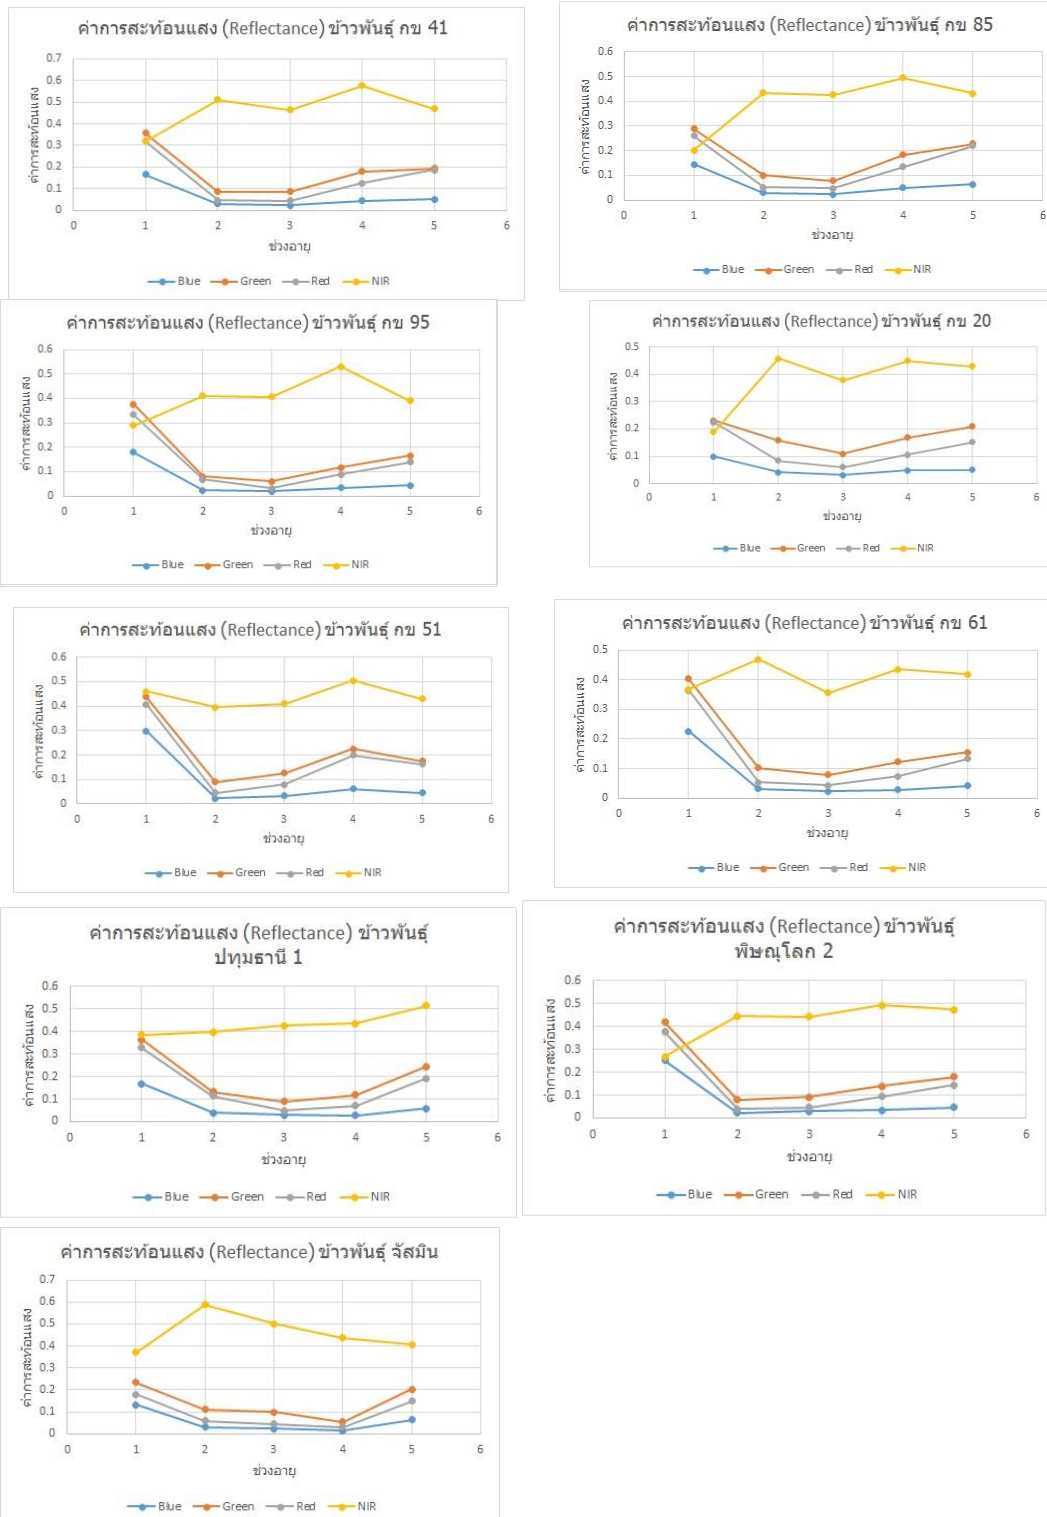 ค่าการสะท้อนแสง (Reflectance) ข้าวพันธุ์ กข 41
ค่าการสะท้อนแสง
0.7
0.6
0.5
0.4
0.3
0.2
0.1
0
0 1 2 3 4 5 6
ช่วงอายุ
Blue Green Red NIR
ค่าการสะท้อนแสง (Reflectance) ข้าวพันธุ์ กข 85
ค่าการสะท้อนแสง
0.6
0.5
0.4
0.3
0.2
0.1
0
0 1 2 3 4 5 6
ช่วงอายุ
Blue Green Red NIR
ค่าการสะท้อนแสง (Reflectance) ข้าวพันธุ์ กข 95
ค่าการสะท้อนแสง
0.6
0.5
0.4
0.3
0.2
0.1
0
0 1 2 3 4 5 6
ช่วงอายุ
Blue Green Red NIR
ค่าการสะท้อนแสง (Reflectance) ข้าวพันธุ์ กข 20
ค่าการสะท้อนแสง
0.5
0.4
0.3
0.2
0.1
0
0 1 2 3 4 5 6
ช่วงอายุ
Blue Green Red NIR
ค่าการสะท้อนแสง (Reflectance) ข้าวพันธุ์ กข 51
ค่าการสะท้อนแสง
0.6
0.5
0.4
0.3
0.2
0.1
0
0 1 2 3 4 5 6
ช่วงอายุ
Blue Green Red NIR
ค่าการสะท้อนแสง (Reflectance) ข้าวพันธุ์ กข 61
ค่าการสะท้อนแสง
0.5
0.4
0.3
0.2
0.1
0
0 1 2 3 4 5 6
ช่วงอายุ
Blue Green Red NIR
ค่าการสะท้อนแสง (Reflectance) ข้าวพันธุ์
ปทุมธานี 1
ค่าการสะท้อนแสง
0.6
0.5
0.4
0.3
0.2
0.1
0
0 1 2 3 4 5 6
ช่วงอายุ
Blue Green Red NIR
ค่าการสะท้อนแสง (Reflectance) ข้าวพันธุ์
พิษณุโลก 2
ค่าการสะท้อนแสง
0.6
0.5
0.4
0.3
0.2
0.1
0
0 1 2 3 4 5 6
ช่วงอายุ
Blue Green Red NIR
ค่าการสะท้อนแสง (Reflectance) ข้าวพันธุ์ จัสมิน
ค่าการสะท้อนแสง
0.7
0.6
0.5
0.4
0.3
0.2
0.1
0
0 1 2 3 4 5 6
ช่วงอายุ
Blue Green Red NIR